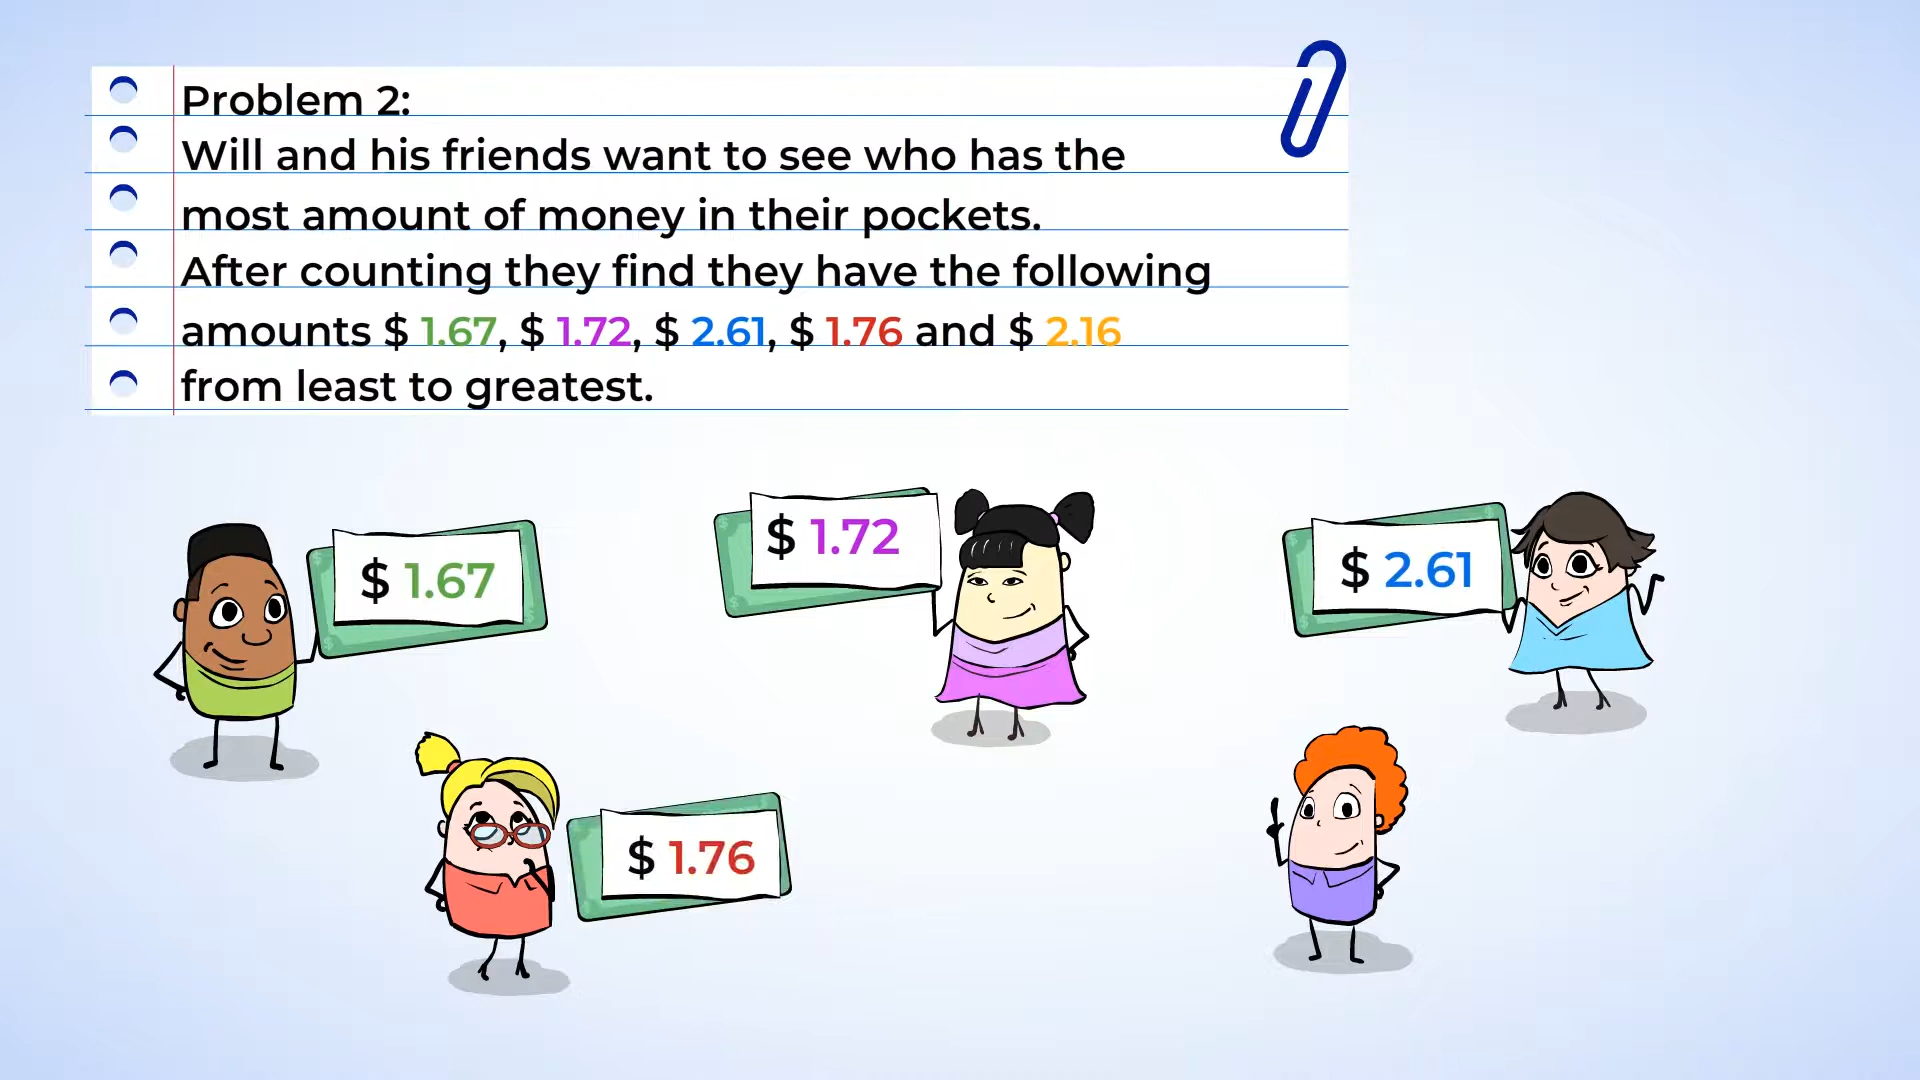 Problem 2:
Will and his friends want to see who has the
most amount of money in their pockets.
After counting they find they have the following
amounts $ 1.67, $ 1.72, $ 2.61, $ 1.76 and $ 2.16
from least to greatest.
$ 1.67
$ 1.72
$ 2.61
$ 1.76